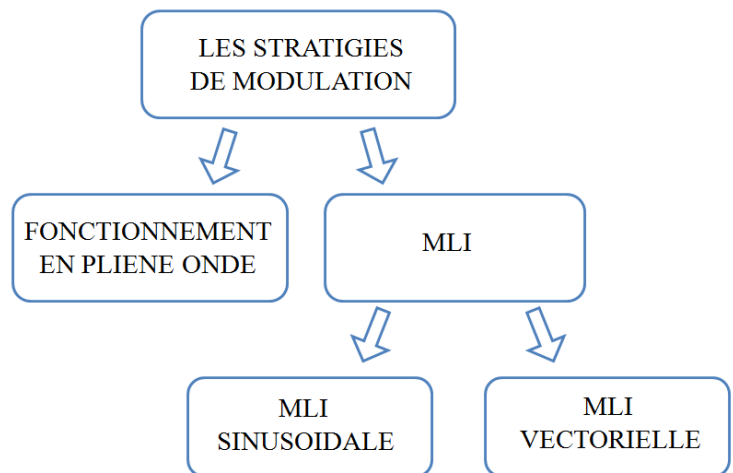 LES STRATIGIES
DE MODULATION
FONCTIONNEMENT
EN PLIENE ONDE
MLI
MLI
SINUSOIDALE
MLI
VECTORIELLE